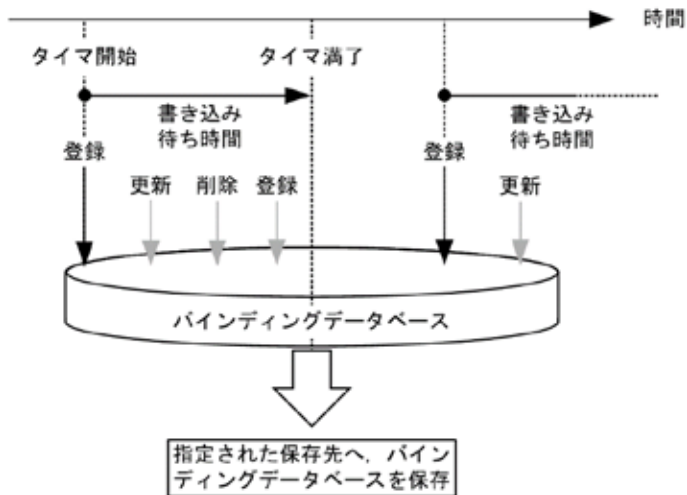 時間
タイマ開始
タイマ満了
書き込み
待ち時間
書き込み
待ち時間
登録
登録
更新
削除
登録
更新
バインディングデータベース
指定された保存先へ，バイン
ディングデータベースを保存